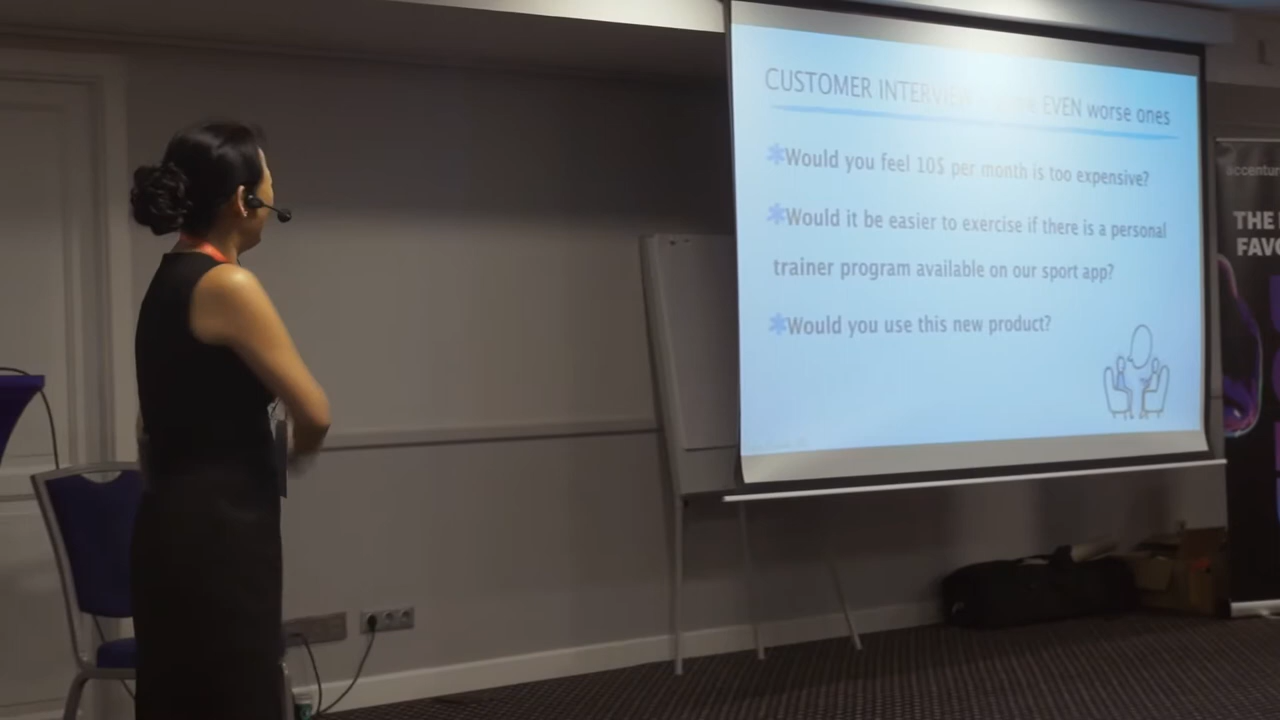 CUSTOMER INTERVIEW EVEN worse ones
Would you feel 10$ per month is too expensive?
Would it be easier to exercise if there is a personal
trainer program available on our sport app?
Would you use this new product?
accentur
THE
FAVO